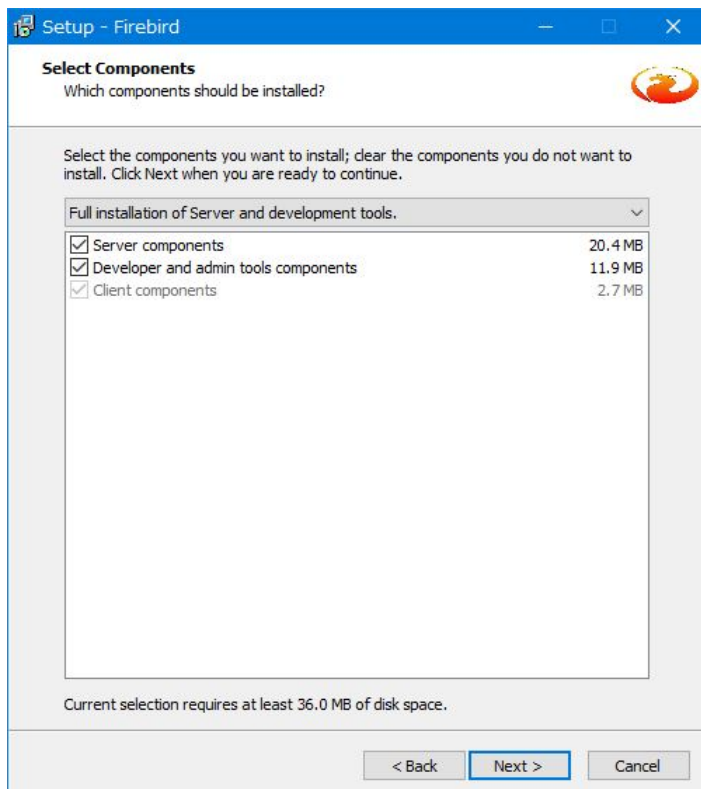 Setup - Firebird
Select Components
Which components should be installed?
Select the components you want to install; clear the components you do not want to
install. Click Next when you are ready to continue.
Full installation of Server and development tools.
Server components 20.4 MB
Developer and admin tools components 11.9 MB
Client components 2.7 MB
Current selection requires at least 36.0 MB of disk space.
< Back Next > Cancel